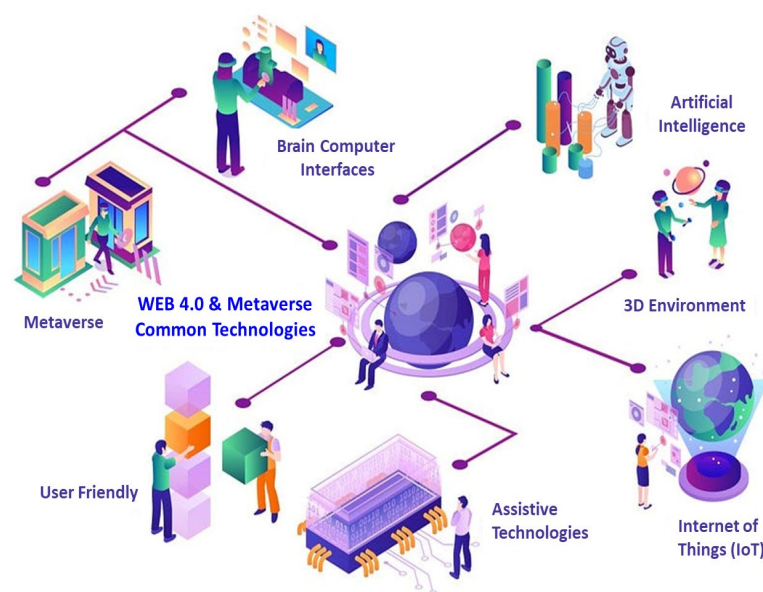 Brain Computer
Interfaces
Artificial
Intelligence
Metaverse
WEB 4.0 & Metaverse
Common Technologies
3D Environment
User Friendly
Assistive
Technologies
Internet of
Things (IoT)